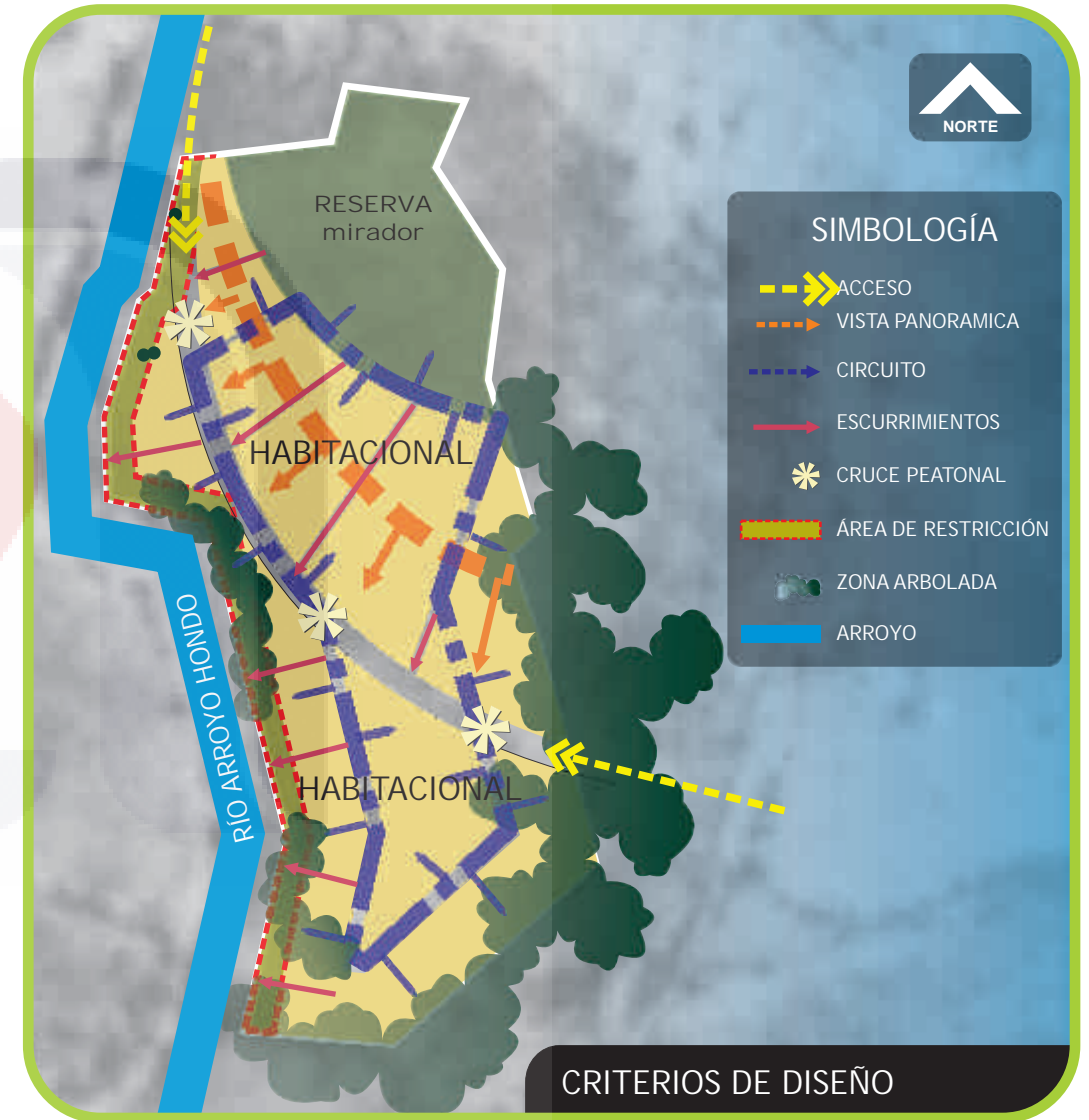 NORTE
RESERVA
mirador
SIMBOLOGÍA
ACCESO
VISTA PANORAMICA
CIRCUITO
ESCURRIMIENTOS
CRUCE PEATONAL
ÁREA DE RESTRICCIÓN
ZONA ARBOLADA
ARROYO
HABITACIONAL
RÍO ARROYO HONDO
HABITACIONAL
CRITERIOS DE DISEÑO